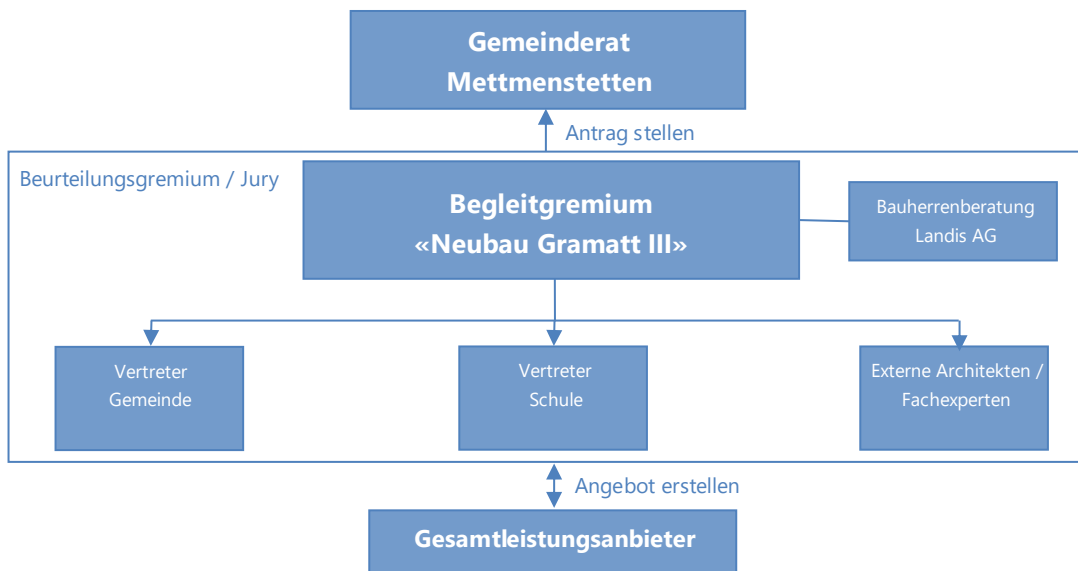 Gemeinderat
Mettmenstetten
Antrag stellen
Beurteilungsgremium / Jury
Begleitgremium
«Neubau Gramatt III»
Bauherrenberatung
Landis AG
Vertreter
Gemeinde
Vertreter
Schule
Externe Architekten /
Fachexperten
Angebot erstellen
Gesamtleistungsanbieter